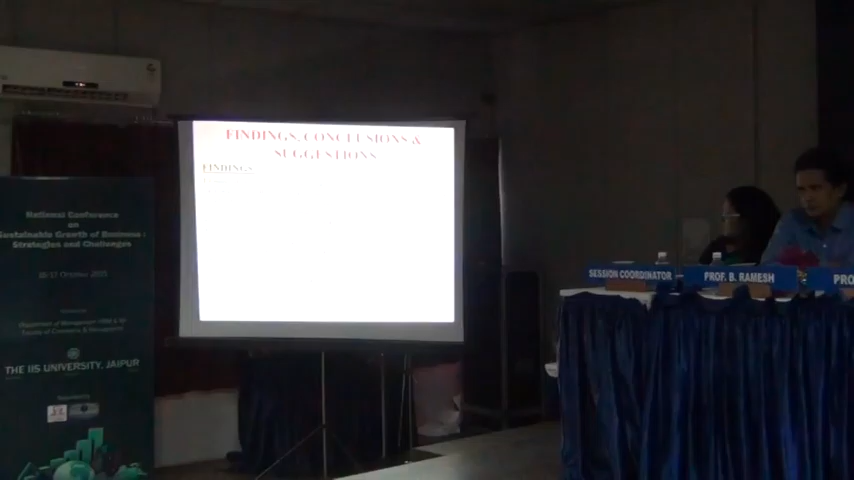 National Conference
on
Sustainable Growth of Business :
Strategies and Challenges
THE IIS UNIVERSITY, JAIPUR
FINDINGS, CONCLUSIONS &
SUGGESTIONS
FINDINGS
SESSION COORDINATOR
PROF. B. RAMESH
PRO